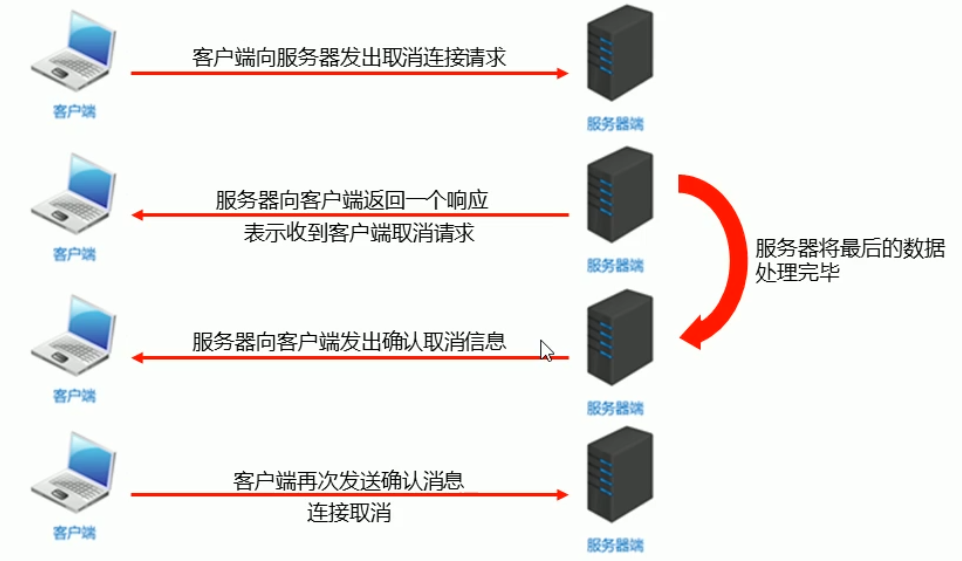 客户端向服务器发出取消连接请求
客户端
服务器端
服务器向客户端返回一个响应
表示收到客户端取消请求
客户端
服务器端
服务器将最后的数据
处理完毕
服务器向客户端发出确认取消信息
客户端
服务器端
客户端再次发送确认消息
连接取消
客户端
服务器端